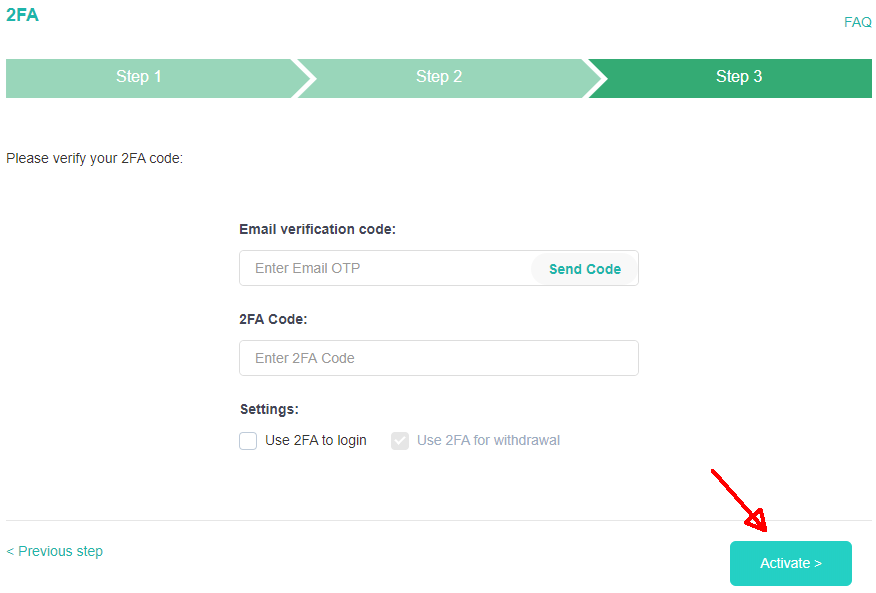 2FA
FAQ
Step 1 Step 2 Step 3
Please verify your 2FA code:
Email verification code:
Enter Email OTP Send Code
2FA Code:
Enter 2FA Code
Settings:
Use 2FA to login Use 2FA for withdrawal
< Previous step
Activate >